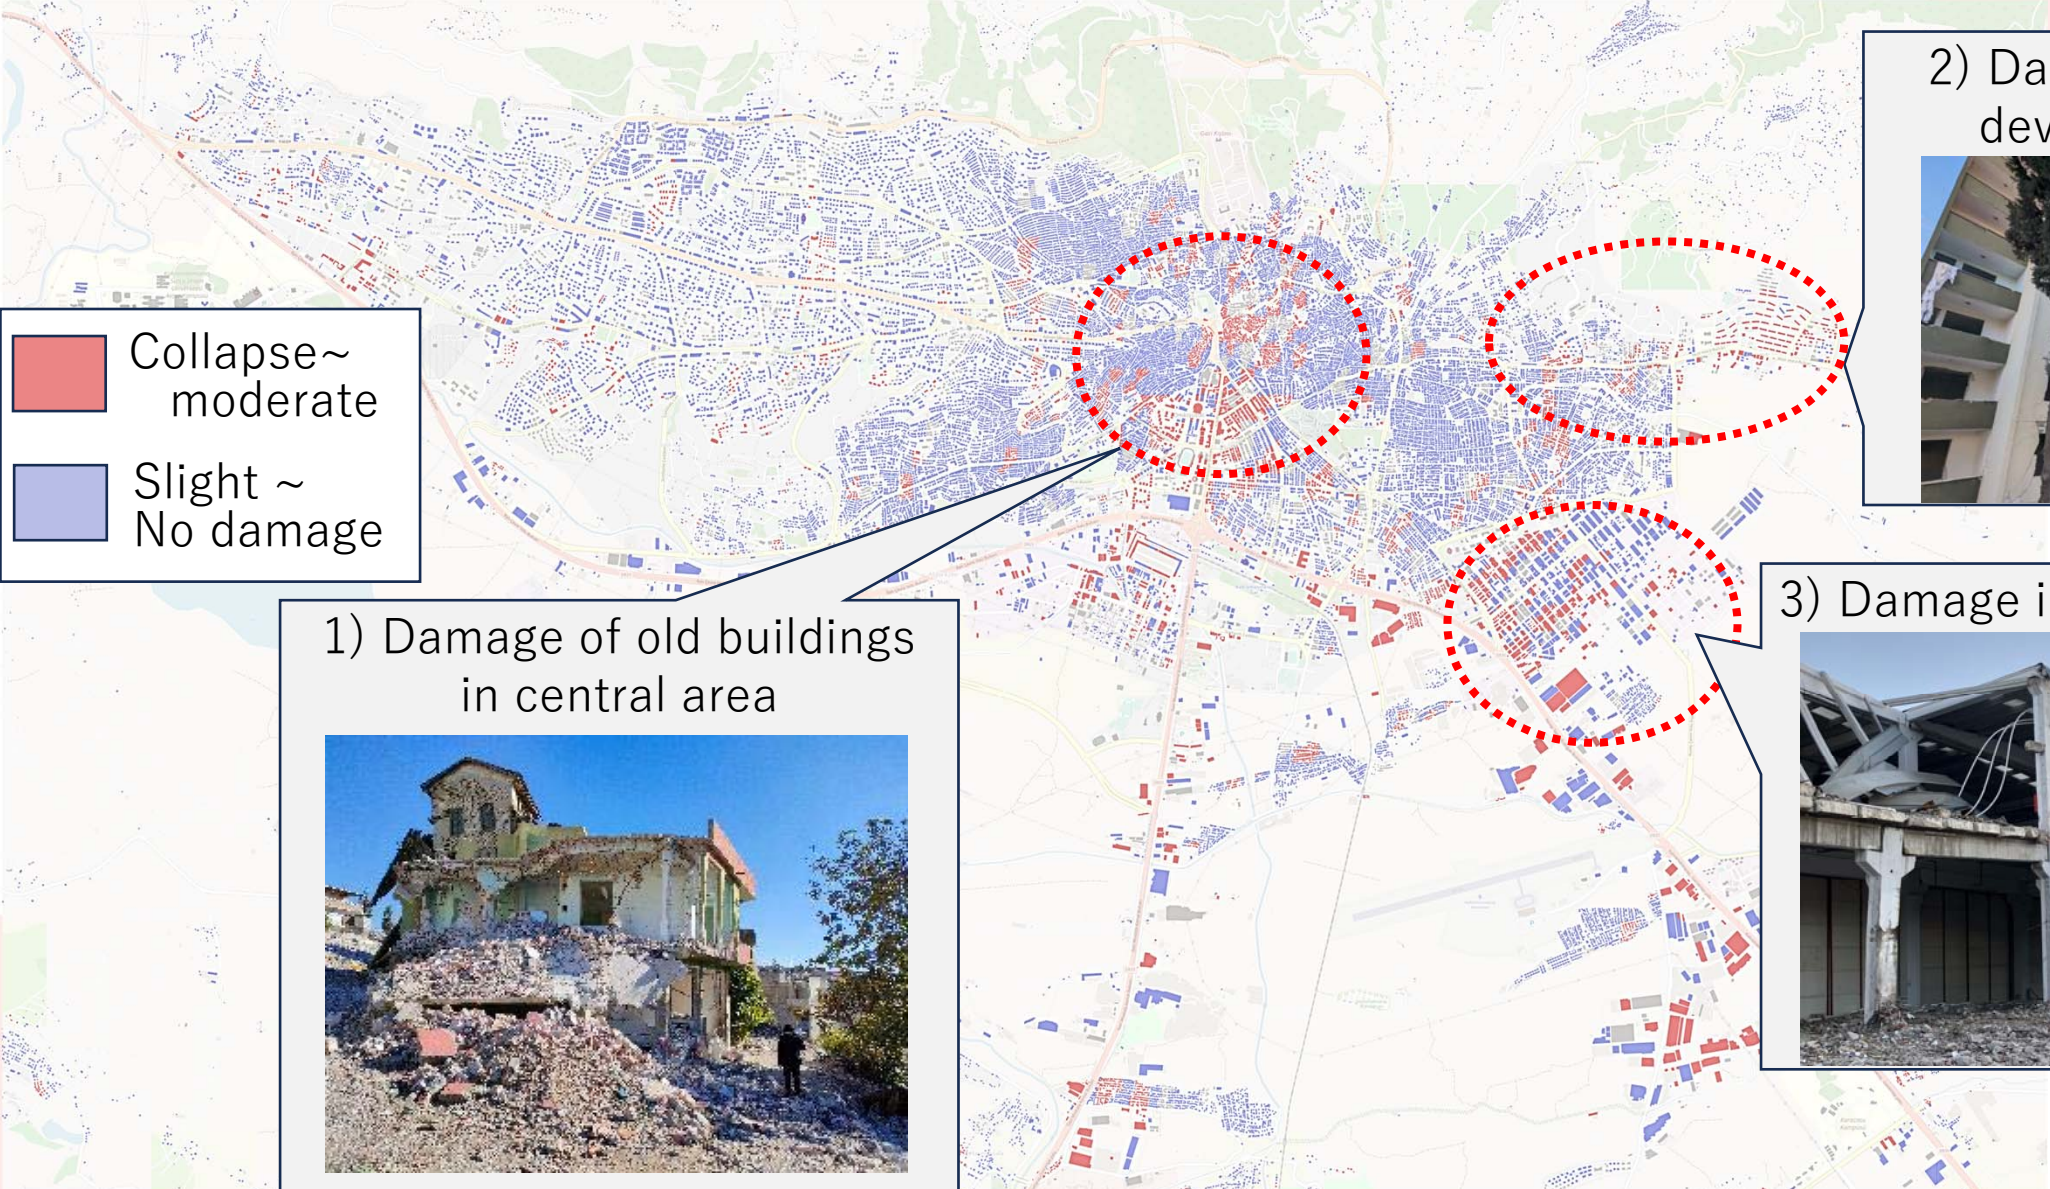 2) Da
dev
Collapse~
moderate
Slight ~
No damage
1) Damage of old buildings
in central area
3) Damage i